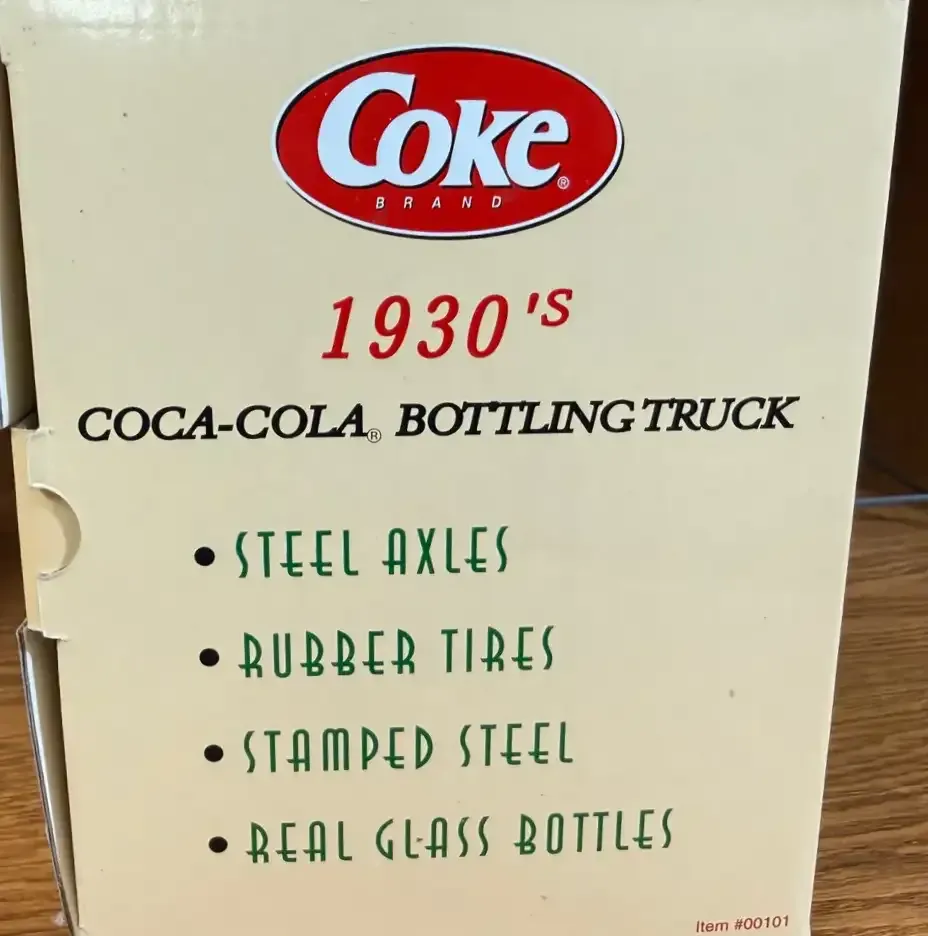 Coke®
BRAND
1930's
COCA-COLA® BOTTLING TRUCK
• STEEL AXLES
• RUBBER TIRES
• STAMPED STEEL
• REAL GLASS BOTTLES
Item #00101